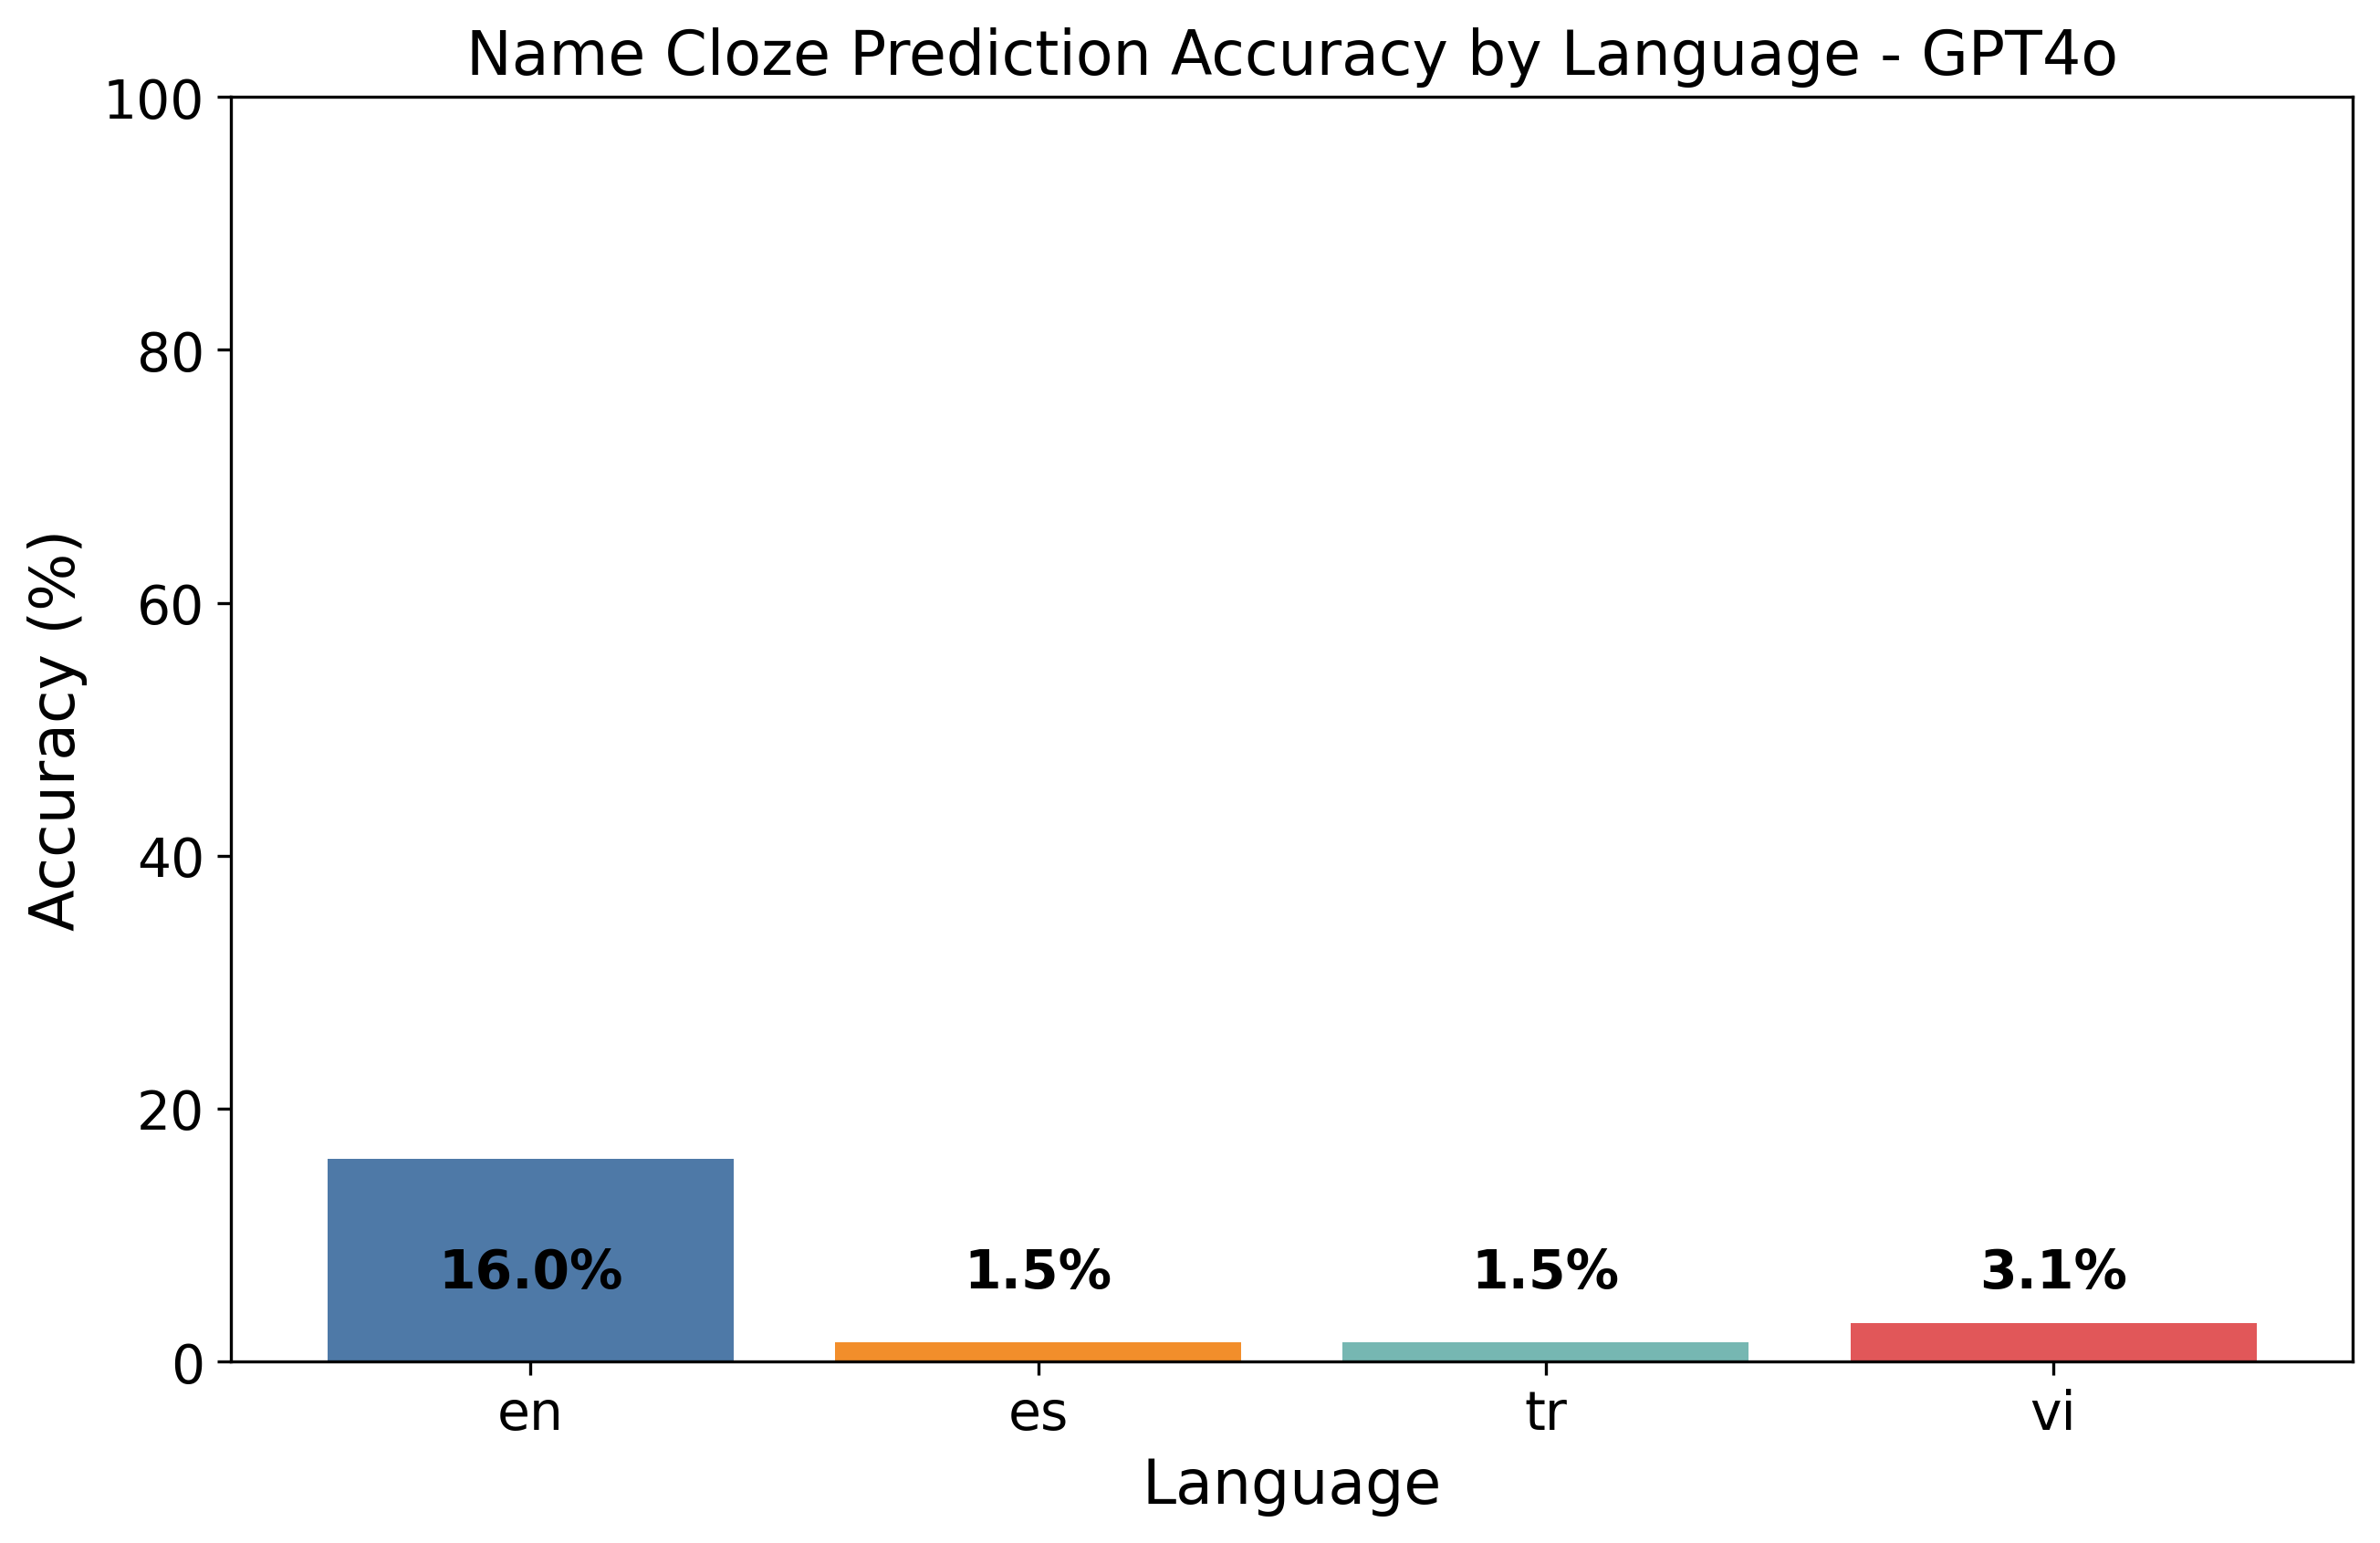 Name Cloze Prediction Accuracy by Language - GPT4o
Accuracy (%)
100
80
60
40
20
0
16.0%
1.5%
1.5%
3.1%
en
es
tr
vi
Language